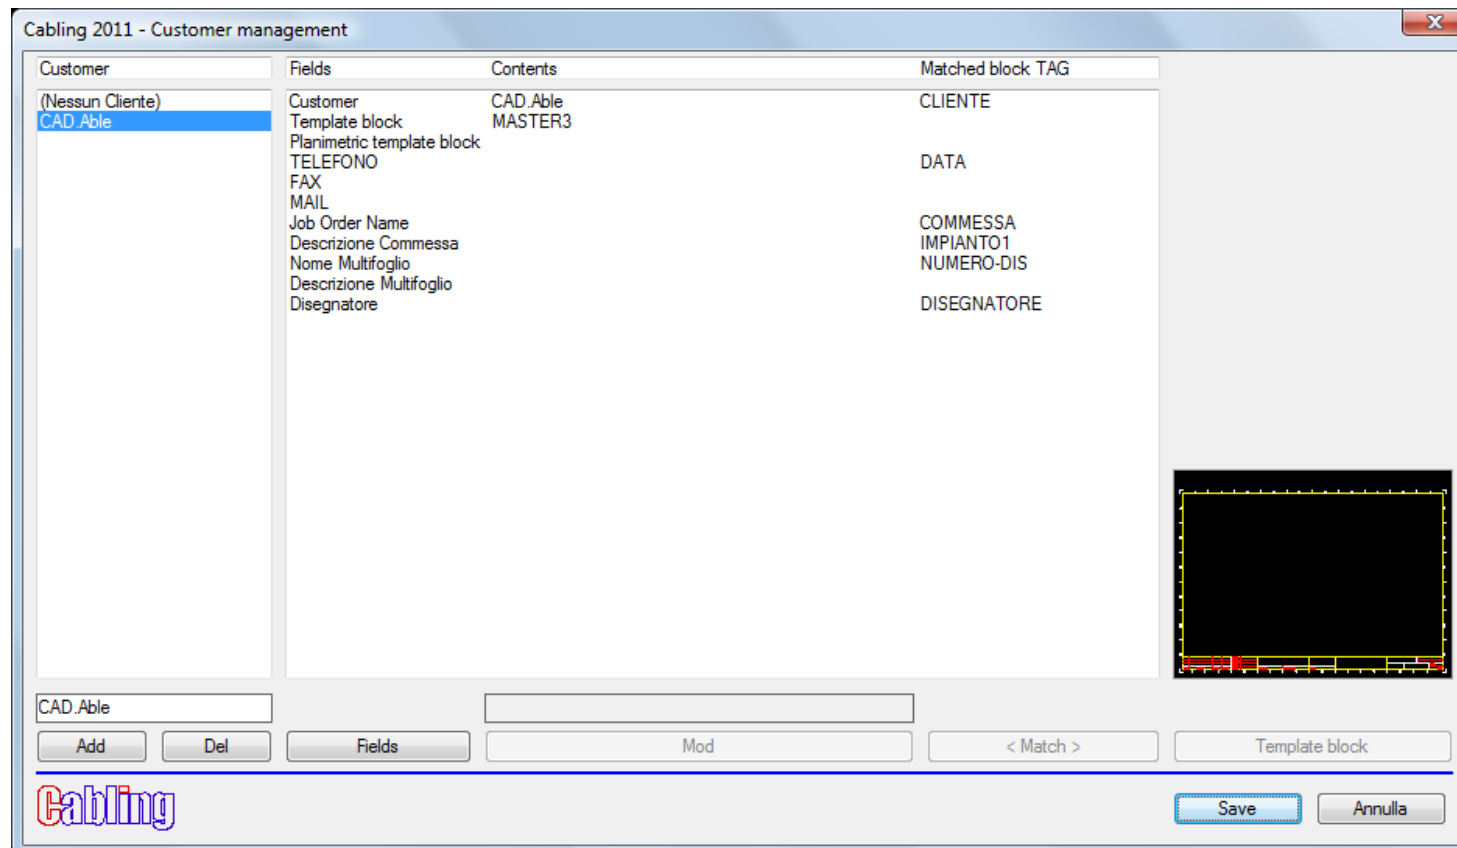 Cabling 2011 - Customer management
X
Customer Fields Contents Matched block TAG
(Nessun Cliente) Customer CAD.Able CLIENTE
CAD.Able Template block MASTER3
Planimetric template block
TELEFONO DATA
FAX
MAIL
Job Order Name COMMESSA
Descrizione Commessa IMPIANTO1
Nome Multifoglio NUMERO-DIS
Descrizione Multifoglio
Disegnatore DISEGNATORE
CAD.Able
Add Del Fields Mod < Match > Template block
Cabling Save Annulla